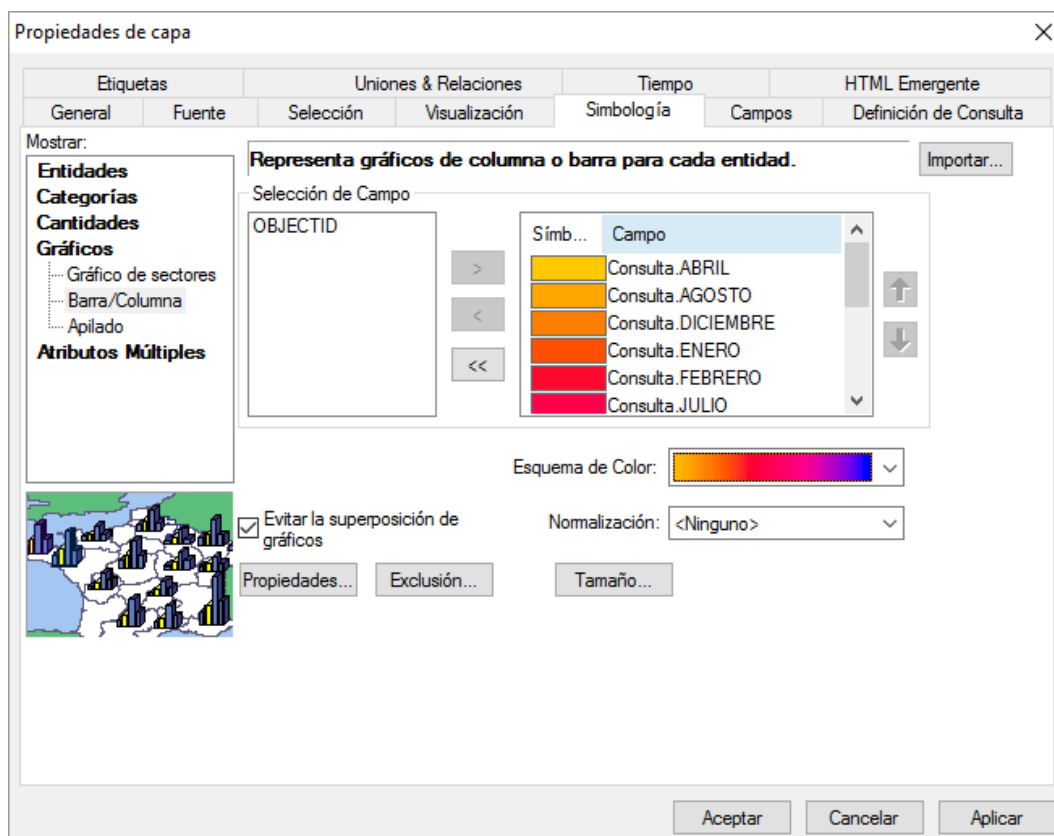 Propiedades de capa
Etiquetas Uniones & Relaciones Tiempo HTML Emergente
General Fuente Selección Visualización Simbología Campos Definición de Consulta
Mostrar:
Entidades
Categorías
Cantidades
Gráficos
Gráfico de sectores
Barra/Columna
Apilado
Atributos Múltiples
Representa gráficos de columna o barra para cada entidad.
Importar...
Selección de Campo
OBJECTID
>
<
<<
Símb... Campo
Consulta.ABRIL
Consulta.AGOSTO
Consulta.DICIEMBRE
Consulta.ENERO
Consulta.FEBRERO
Consulta.JULIO
Esquema de Color:
Evitar la superposición de
gráficos
Normalización: <Ninguno>
Propiedades... Exclusión... Tamaño...
Aceptar Cancelar Aplicar